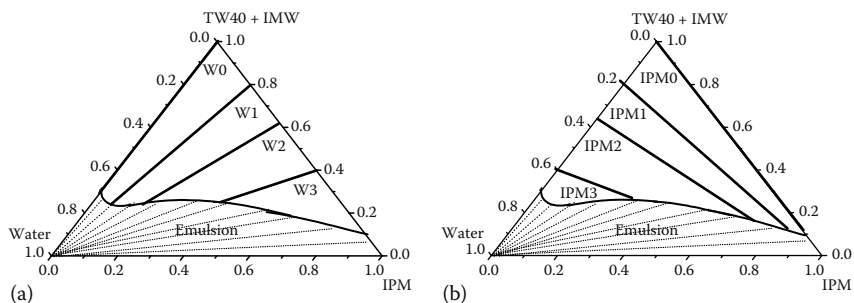 TW40 + IMW
0.0 1.0
W0
0.2 0.8
W1
0.4 0.6
W2
0.6 0.4
W3
0.8 0.2
Water Emulsion
1.0 0.0
0.0 0.2 0.4 0.6 0.8 1.0
(a) IPM
TW40 + IMW
0.0 1.0
IPM0
0.2 0.8
IPM1
0.4 0.6
IPM2
0.6 0.4
IPM3
0.8 0.2
Water Emulsion
1.0 0.0
0.0 0.2 0.4 0.6 0.8 1.0
(b) IPM